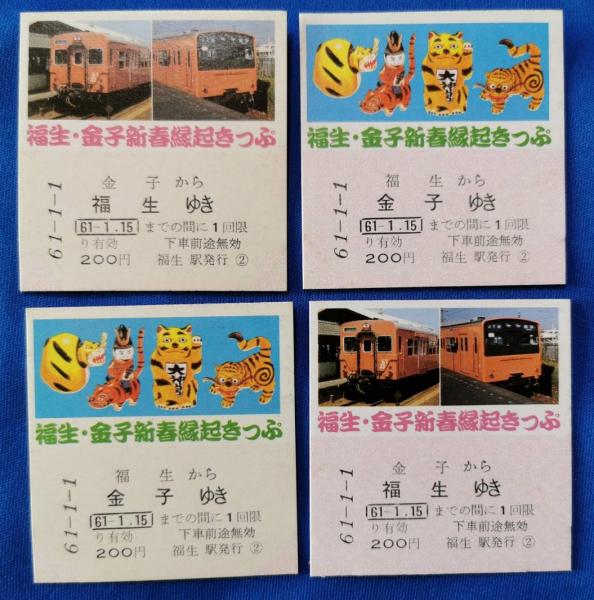 福生・金子新春縁起きっぷ
61-1-1
金子から
福生ゆき
61-1.15までの間に1回限
り有効 下車前途無効
200円 福生駅発行②
福生・金子新春縁起きっぷ
61-1-1
福生から
金子ゆき
61-1.15までの間に1回限
り有効 下車前途無効
200円 福生駅発行②
福生・金子新春縁起きっぷ
61-1-1
福生から
金子ゆき
61-1.15までの間に1回限
り有効 下車前途無効
200円 福生駅発行②
福生・金子新春縁起きっぷ
61-1-1
金子から
福生ゆき
61-1.15までの間に1回限
り有効 下車前途無効
200円 福生駅発行②